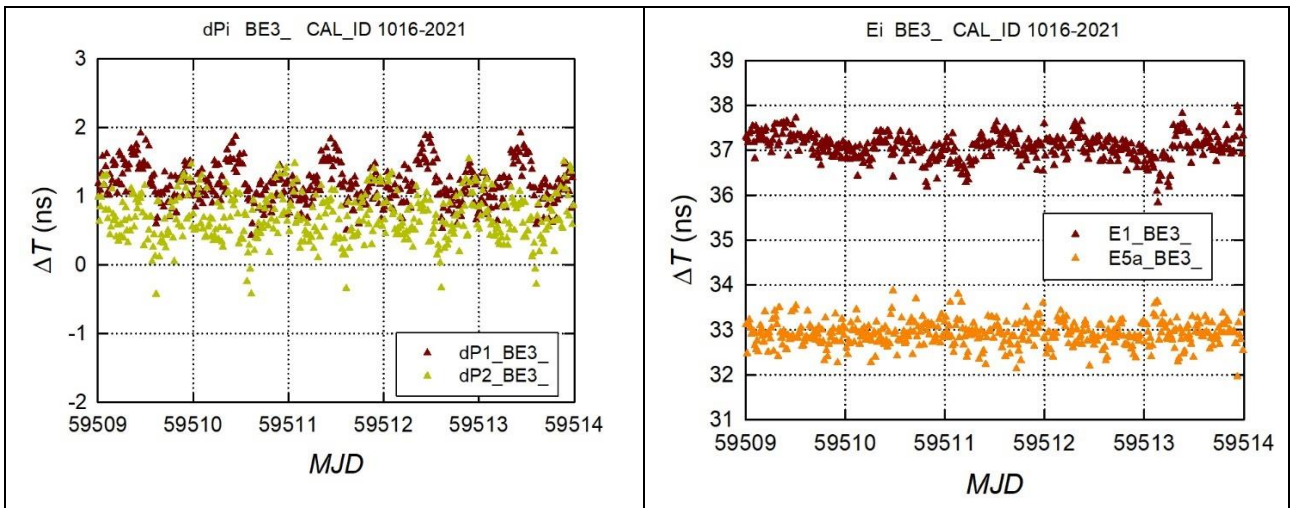 dPi BE3_ CAL_ID 1016-2021
3
2
1
0
-1
-2
ΔT (ns)
dP1_BE3_
dP2_BE3_
59509 59510 59511 59512 59513 59514
MJD
Ei BE3_ CAL_ID 1016-2021
39
38
37
36
35
34
33
32
31
ΔT (ns)
E1_BE3_
E5a_BE3_
59509 59510 59511 59512 59513 59514
MJD